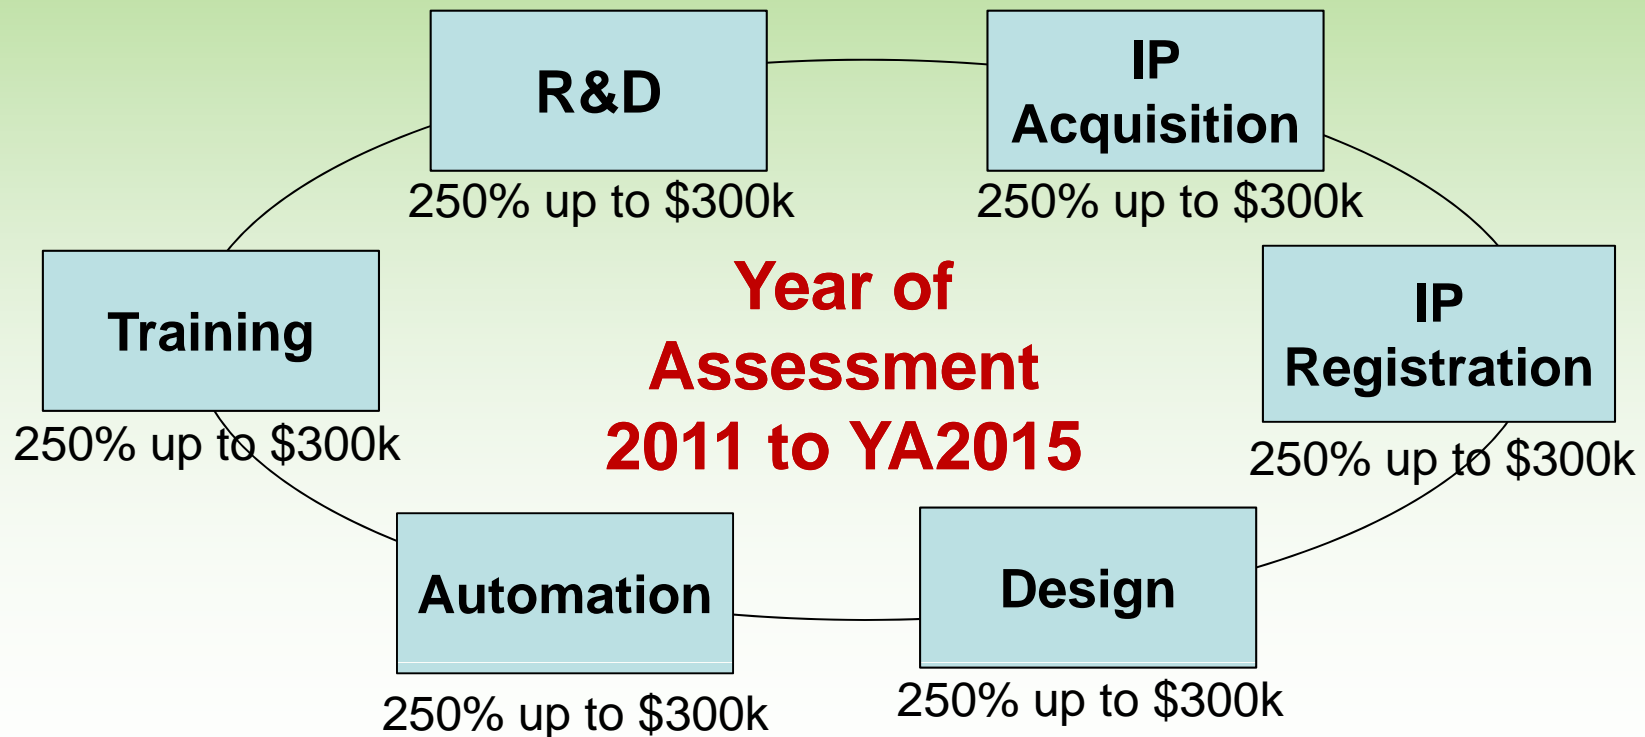 R&D
250% up to $300k
IP
Acquisition
250% up to $300k
Training
250% up to $300k
Year of
Assessment
2011 to YA2015
IP
Registration
250% up to $300k
Automation
250% up to $300k
Design
250% up to $300k